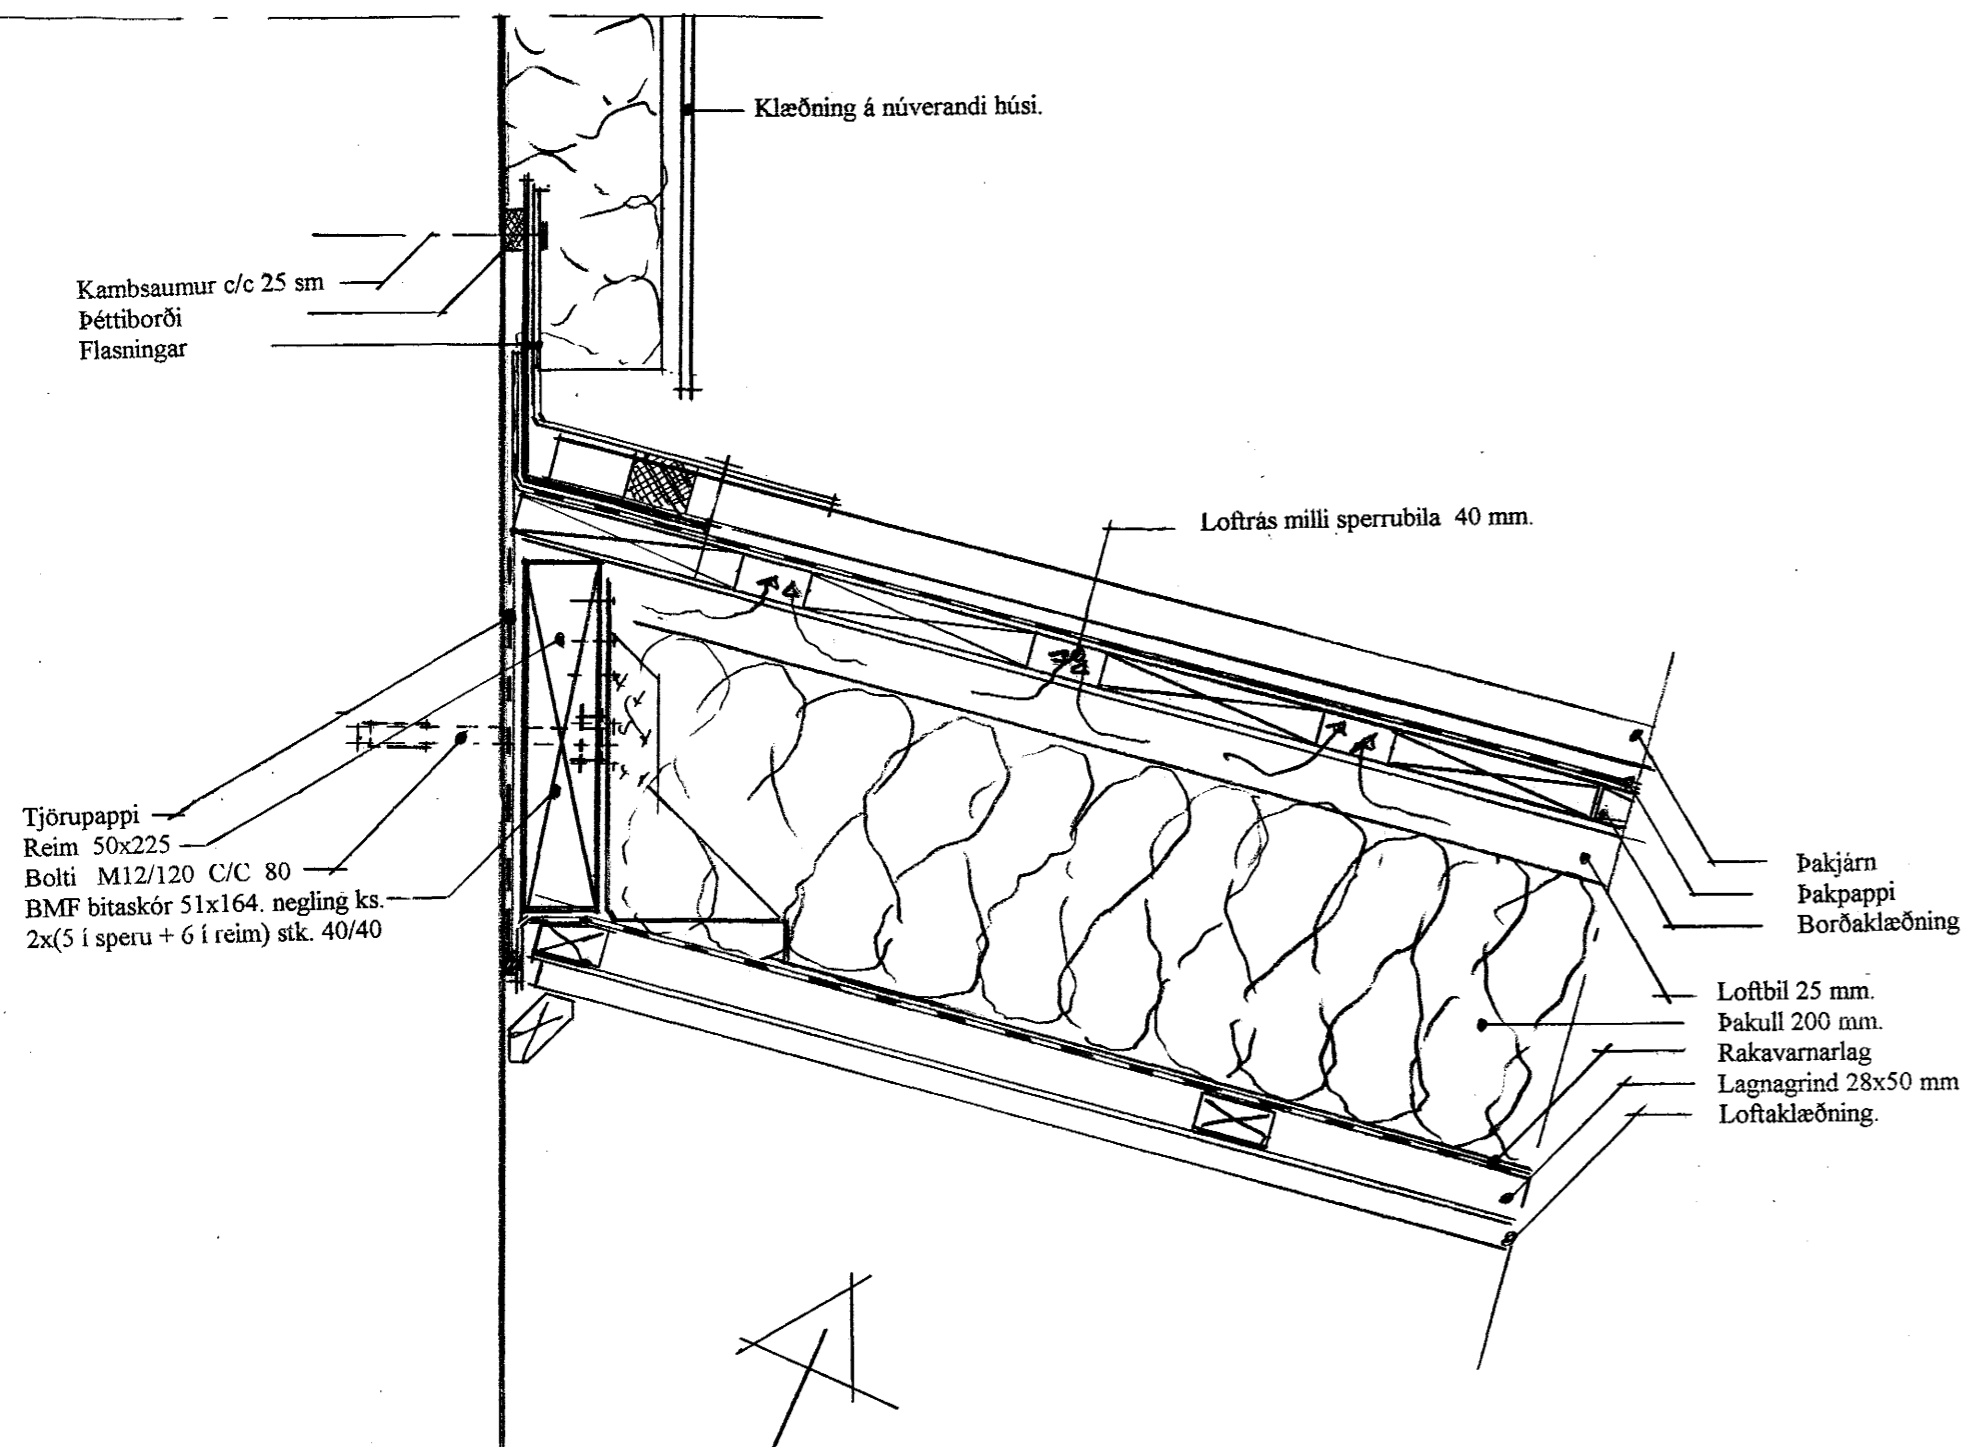 Klæðning á núverandi húsi.
Kambsaumur c/c 25 sm
Þéttiborði
Flasningar
Loftrás milli sperrubila 40 mm.
Tjörupappi
Reim 50x225
Bolti M12/120 C/C 80
BMF bitaskór 51x164. negling ks.
2x(5 í speru + 6 í reim) stk. 40/40
Þakjárn
Þakpappi
Borðaklæðning
Loftbil 25 mm.
Þakull 200 mm.
Rakavarnarlag
Lagnagrind 28x50 mm
Loftaklæðning.